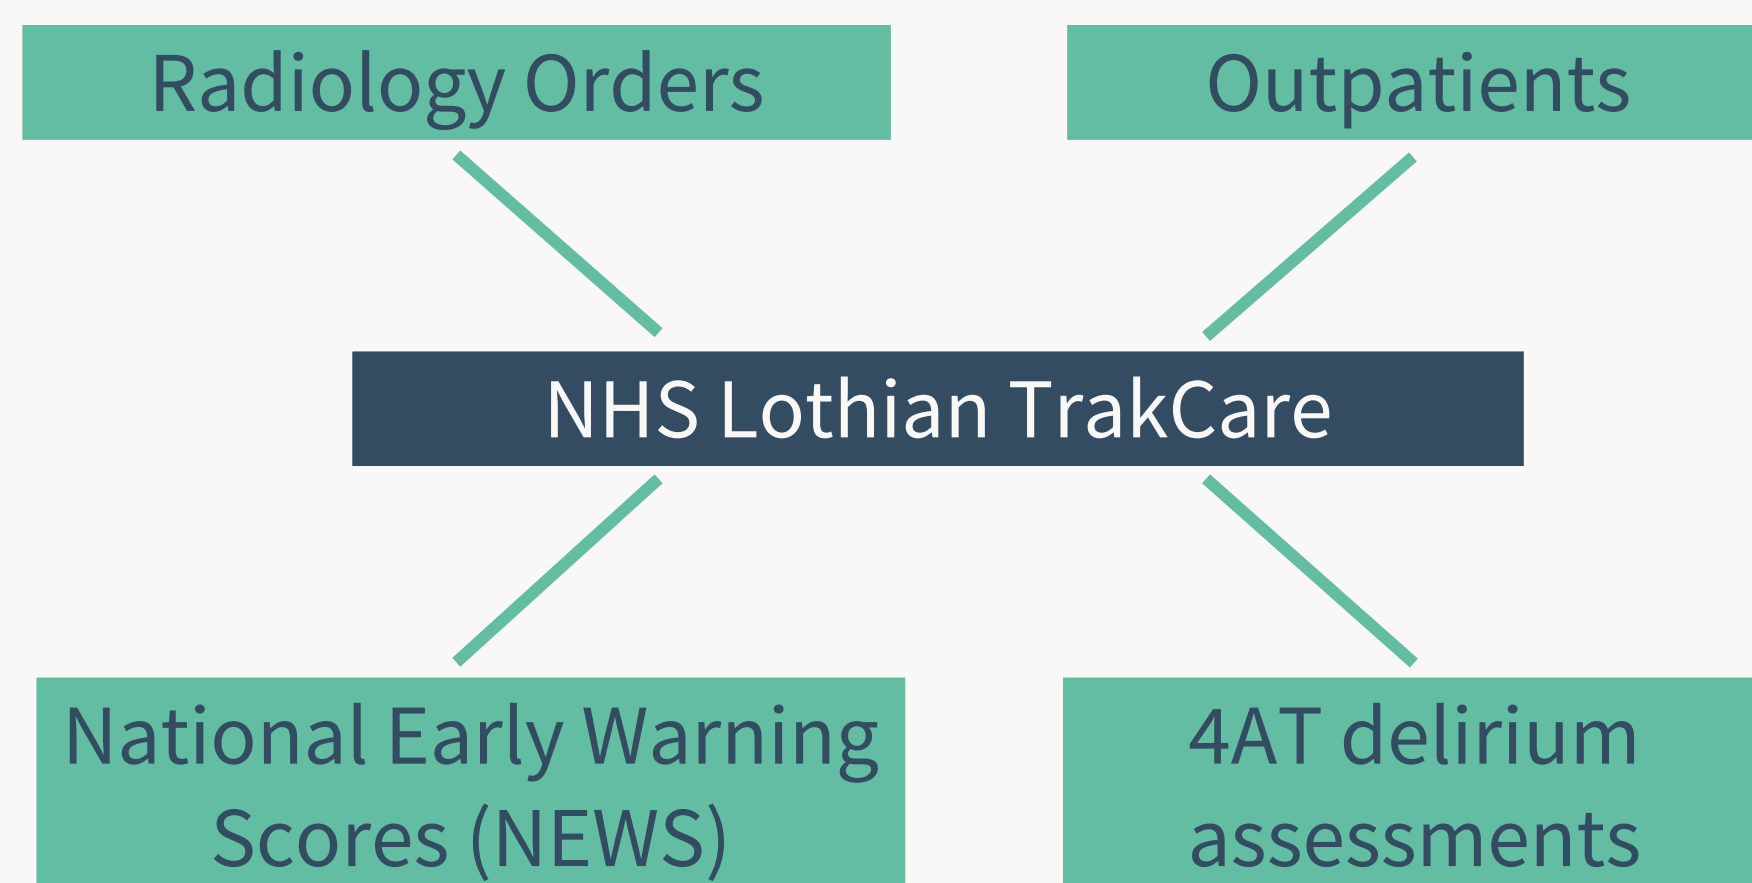 Radiology Orders
Outpatients
NHS Lothian TrakCare
National Early Warning
Scores (NEWS)
4AT delirium
assessments